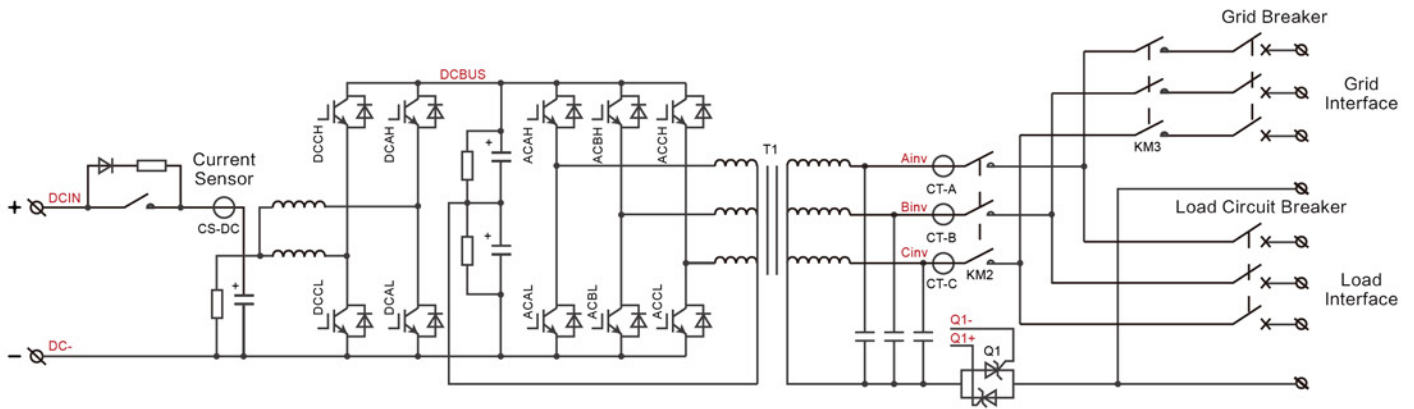 Grid Breaker
Grid
Interface
KM3
DCBUS
DCCH
DCAH
ACAH
ACBH
ACCH
T1
Current
Sensor
+
DCIN
CS-DC
+
+
+
Ainv
CT-A
Binv
CT-B
Cinv
CT-C
KM2
Load Circuit Breaker
Load
Interface
DCCL
DCAL
ACAL
ACBL
ACCL
−
DC-
Q1-
Q1+
Q1